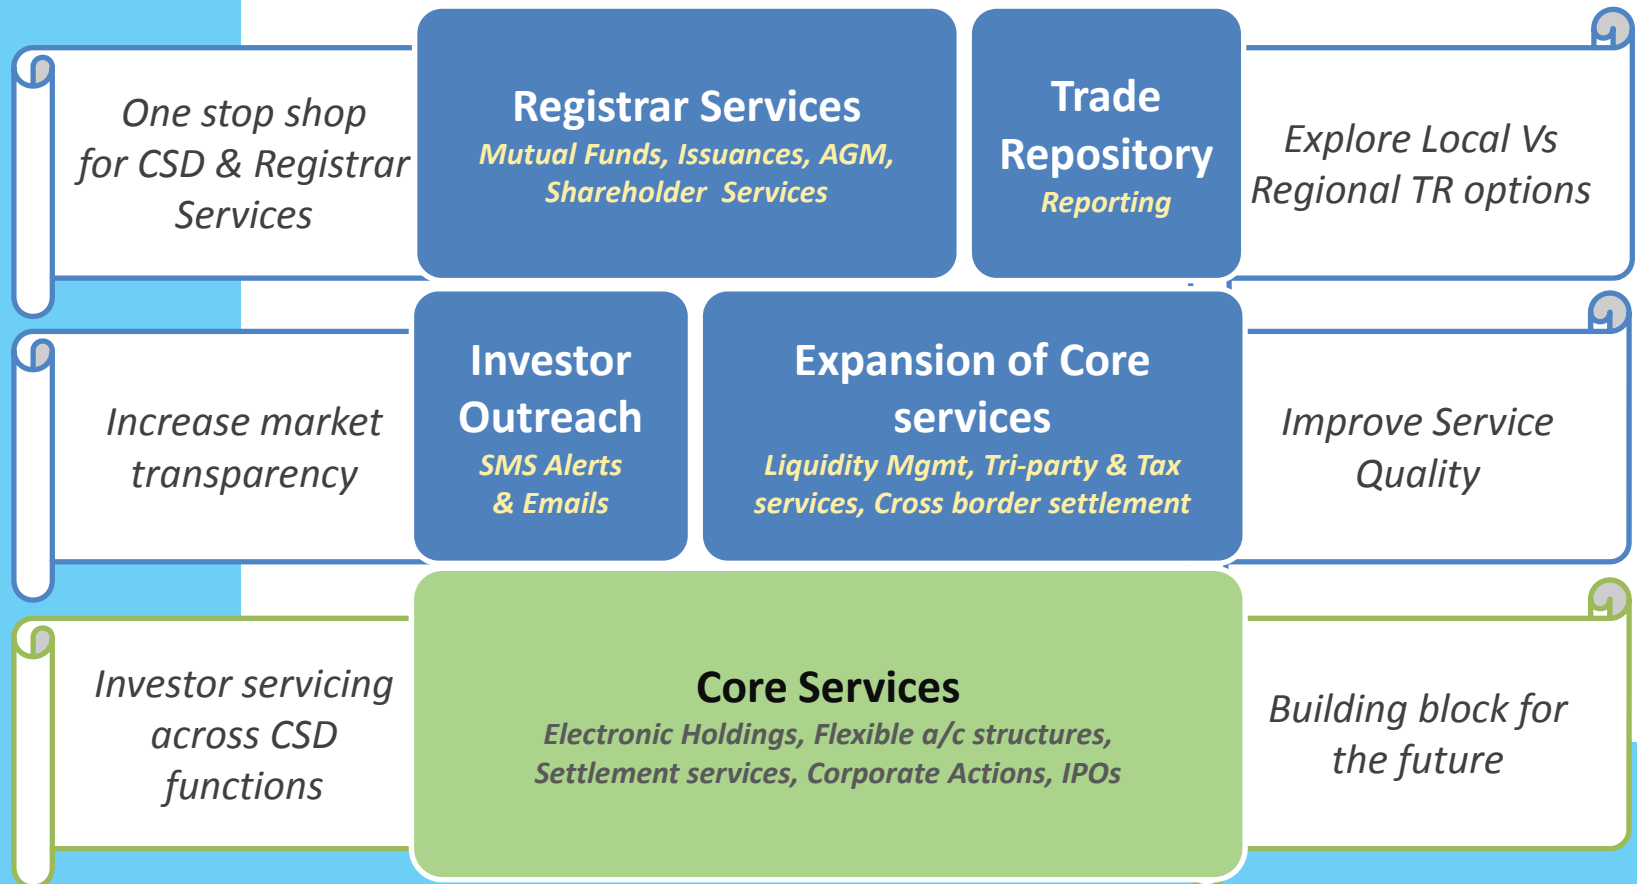 One stop shop
for CSD & Registrar
Services
Registrar Services
Mutual Funds, Issuances, AGM,
Shareholder Services
Trade
Repository
Reporting
Explore Local Vs
Regional TR options
Increase market
transparency
Investor
Outreach
SMS Alerts
& Emails
Expansion of Core
services
Liquidity Mgmt, Tri-party & Tax
services, Cross border settlement
Improve Service
Quality
Investor servicing
across CSD
functions
Core Services
Electronic Holdings, Flexible a/c structures,
Settlement services, Corporate Actions, IPOs
Building block for
the future